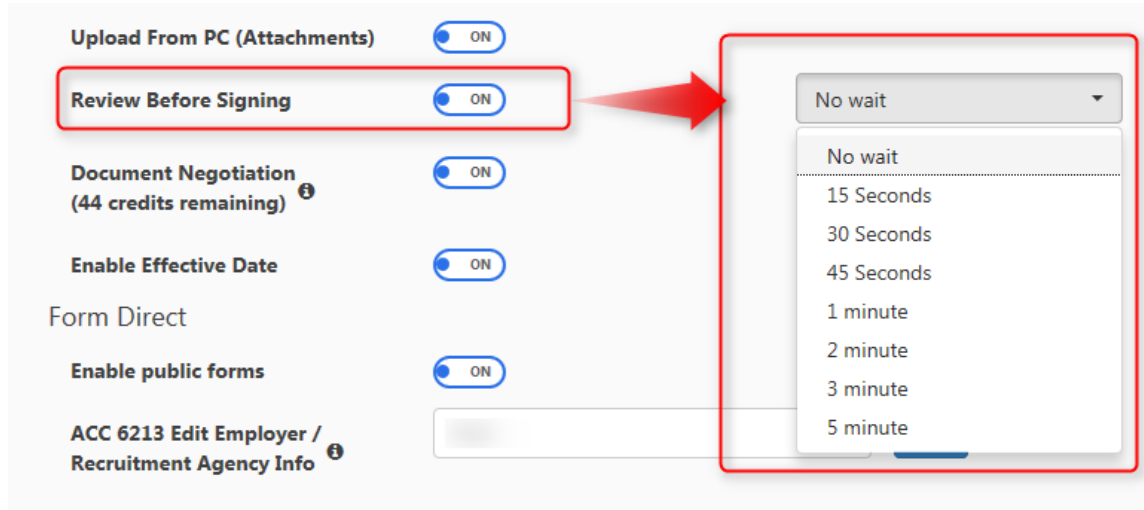 Upload From PC (Attachments) ON
Review Before Signing ON No wait
No wait
Document Negotiation
(44 credits remaining) ON
15 Seconds
30 Seconds
45 Seconds
Enable Effective Date ON
1 minute
Form Direct
2 minute
Enable public forms ON
3 minute
5 minute
ACC 6213 Edit Employer /
Recruitment Agency Info